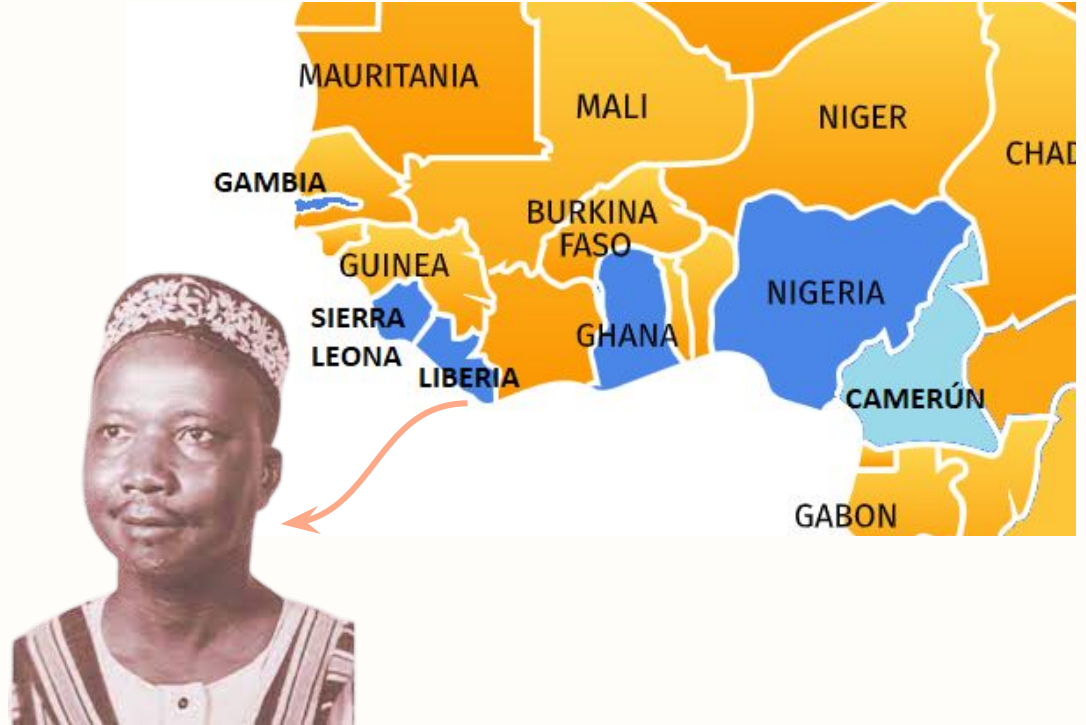 MAURITANIA
MALI
NIGER
CHAD
GAMBIA
BURKINA
FASO
GUINEA
NIGERIA
SIERRA
LEONA
GHANA
LIBERIA
CAMERÚN
GABON